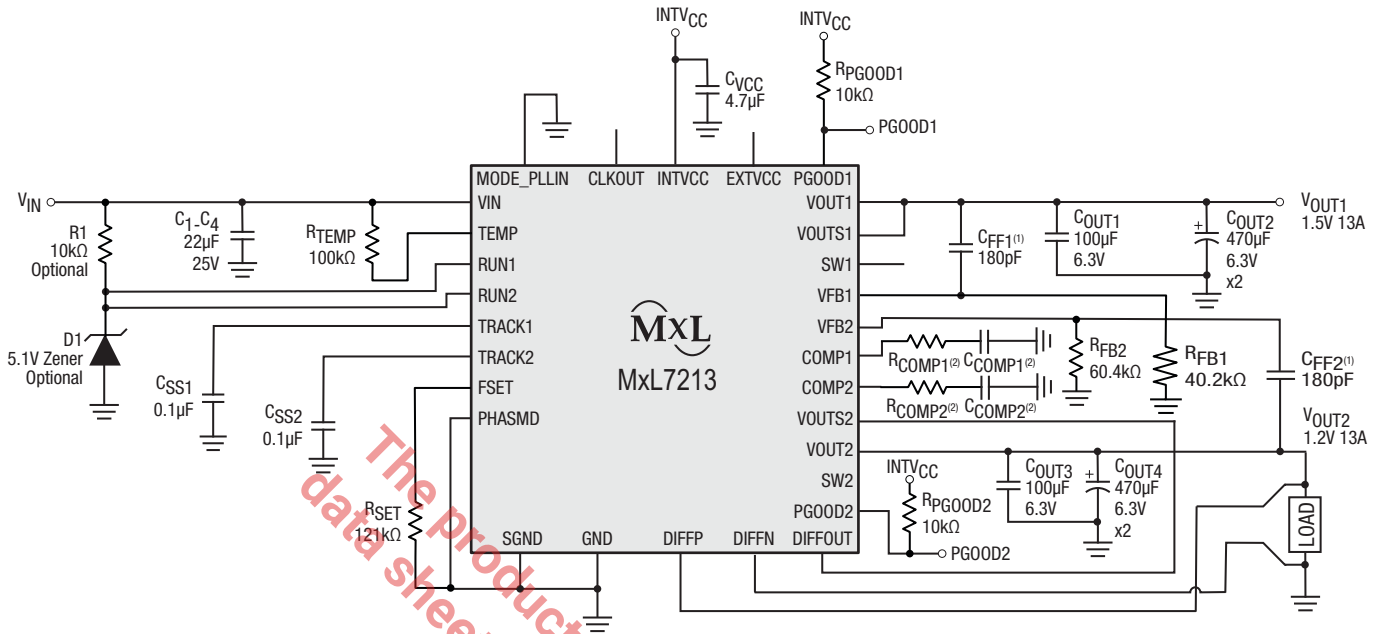 INTVCC
INTVCC
CVCC
4.7µF
RPGOOD1
10kΩ
PGOOD1
MODE_PLLIN
CLKOUT
INTVCC
EXTVCC
PGOOD1
VIN
R1
10kΩ
Optional
C1-C4
22µF
25V
RTEMP
100kΩ
VIN
TEMP
RUN1
RUN2
TRACK1
TRACK2
FSET
PHASMD
D1
5.1V Zener
Optional
CSS1
0.1µF
CSS2
0.1µF
RSET
121kΩ
MxL
MxL7213
VOUT1
VOUTS1
SW1
VFB1
VFB2
COMP1
COMP2
VOUTS2
VOUT2
SW2
PGOOD2
SGND
GND
DIFFP
DIFFN
DIFFOUT
CFF1(1)
180pF
COUT1
100µF
6.3V
+
COUT2
470µF
6.3V
x2
VOUT1
1.5V 13A
RCOMP1(2)
CCOMP1(2)
RCOMP2(2)
CCOMP2(2)
RFB2
60.4kΩ
RFB1
40.2kΩ
CFF2(1)
180pF
VOUT2
1.2V 13A
INTVCC
RPGOOD2
10kΩ
PGOOD2
COUT3
100µF
6.3V
+
COUT4
470µF
6.3V
x2
LOAD
The product
data sheet